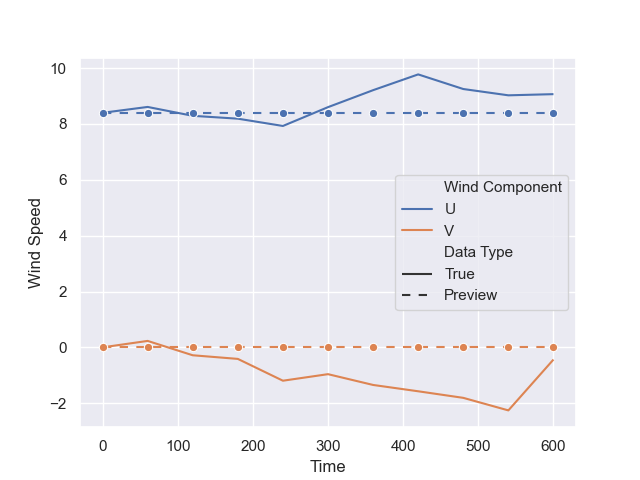 10
8
6
4
2
0
−2
Wind Speed
Wind Component
U
V
Data Type
True
Preview
0 100 200 300 400 500 600
Time